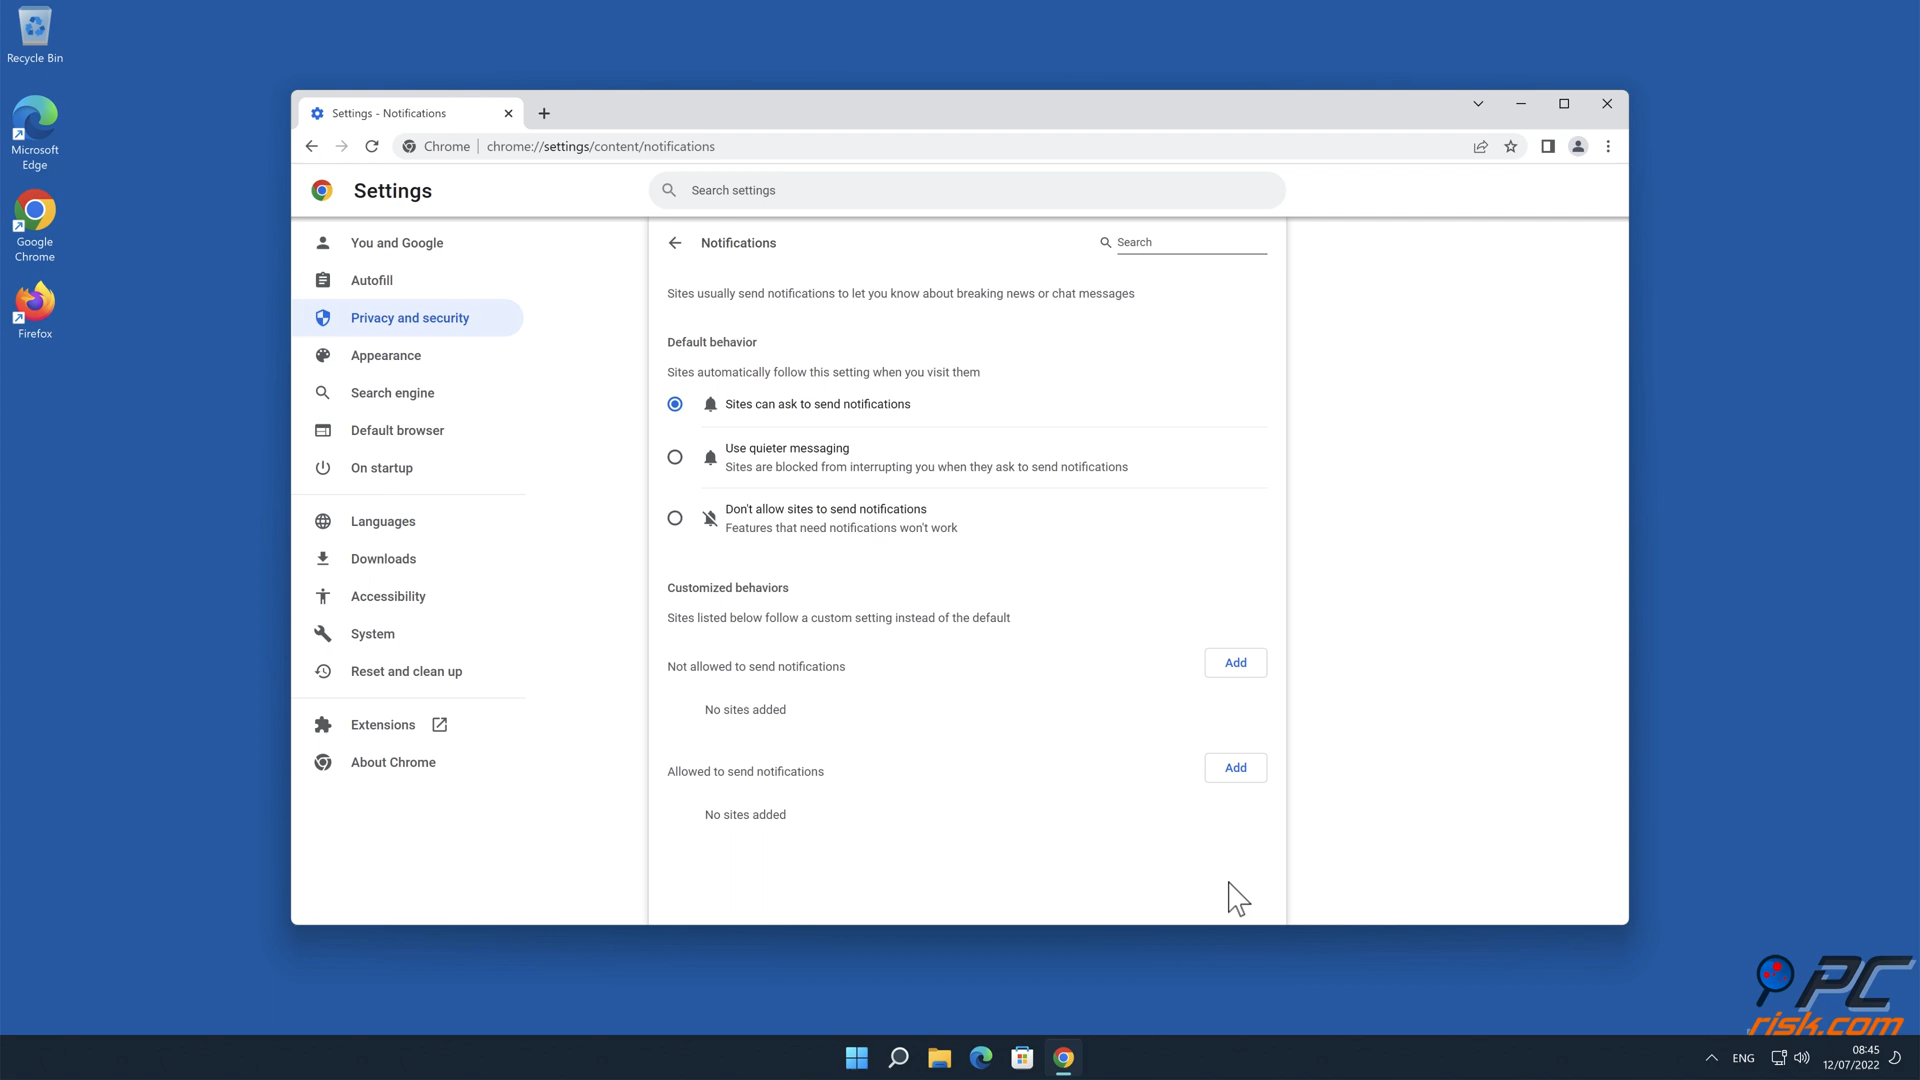 Recycle Bin
Microsoft
Edge
Google
Chrome
Firefox
Settings - Notifications
Chrome | chrome://settings/content/notifications
Settings
Search settings
You and Google
Autofill
Privacy and security
Appearance
Search engine
Default browser
On startup
Languages
Downloads
Accessibility
System
Reset and clean up
Extensions
About Chrome
Notifications
Search
Sites usually send notifications to let you know about breaking news or chat messages
Default behavior
Sites automatically follow this setting when you visit them
Sites can ask to send notifications
Use quieter messaging
Sites are blocked from interrupting you when they ask to send notifications
Don't allow sites to send notifications
Features that need notifications won't work
Customized behaviors
Sites listed below follow a custom setting instead of the default
Not allowed to send notifications
Add
No sites added
Allowed to send notifications
Add
No sites added
PC
risk.com
ENG
08:45
12/07/2022